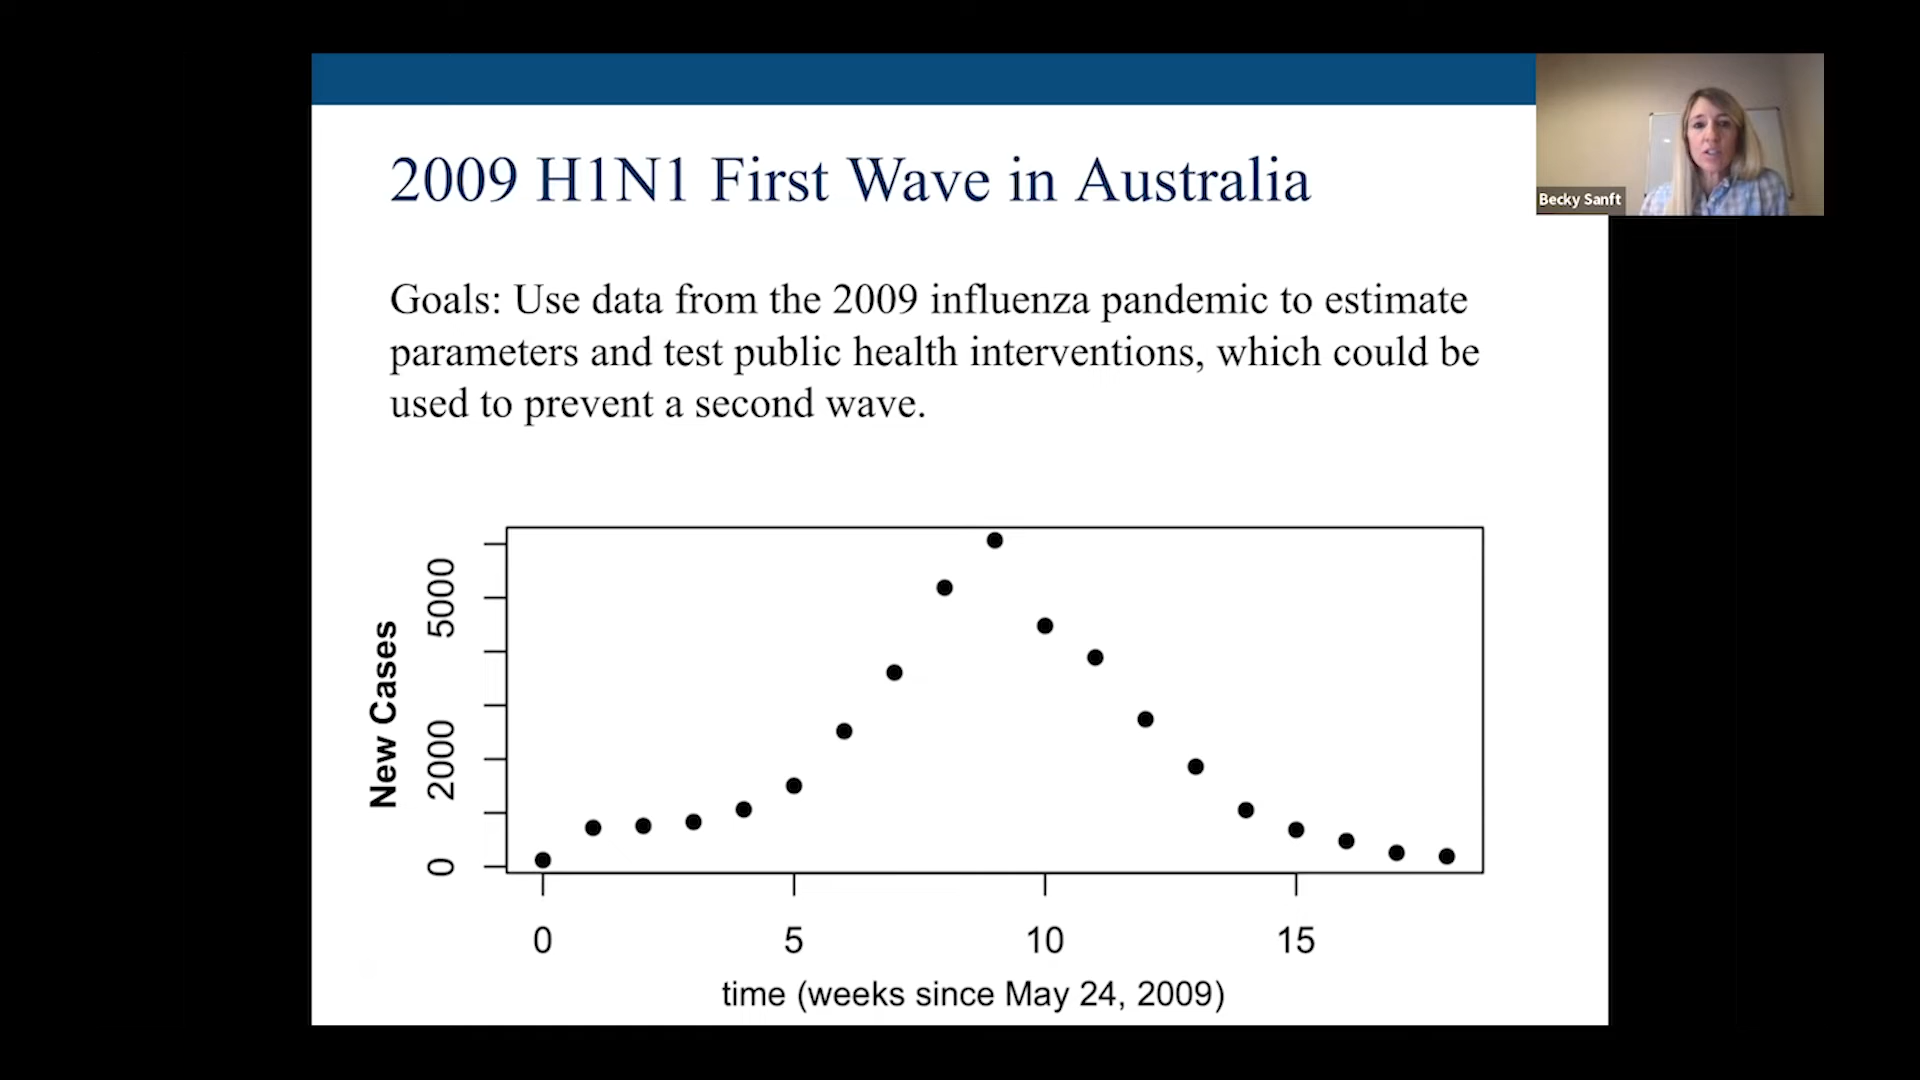 2009 H1N1 First Wave in Australia
Becky Sanft
Goals: Use data from the 2009 influenza pandemic to estimate
parameters and test public health interventions, which could be
used to prevent a second wave.
New Cases
5000
2000
0
0 5 10 15
time (weeks since May 24, 2009)